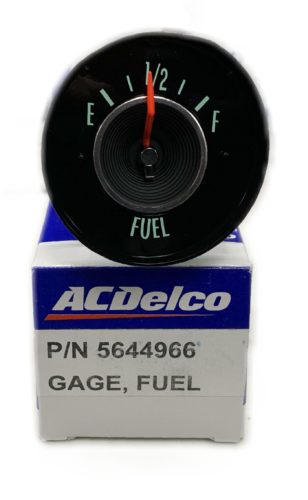 1/2
E F
FUEL
ACDelco
P/N 5644966
GAGE, FUEL